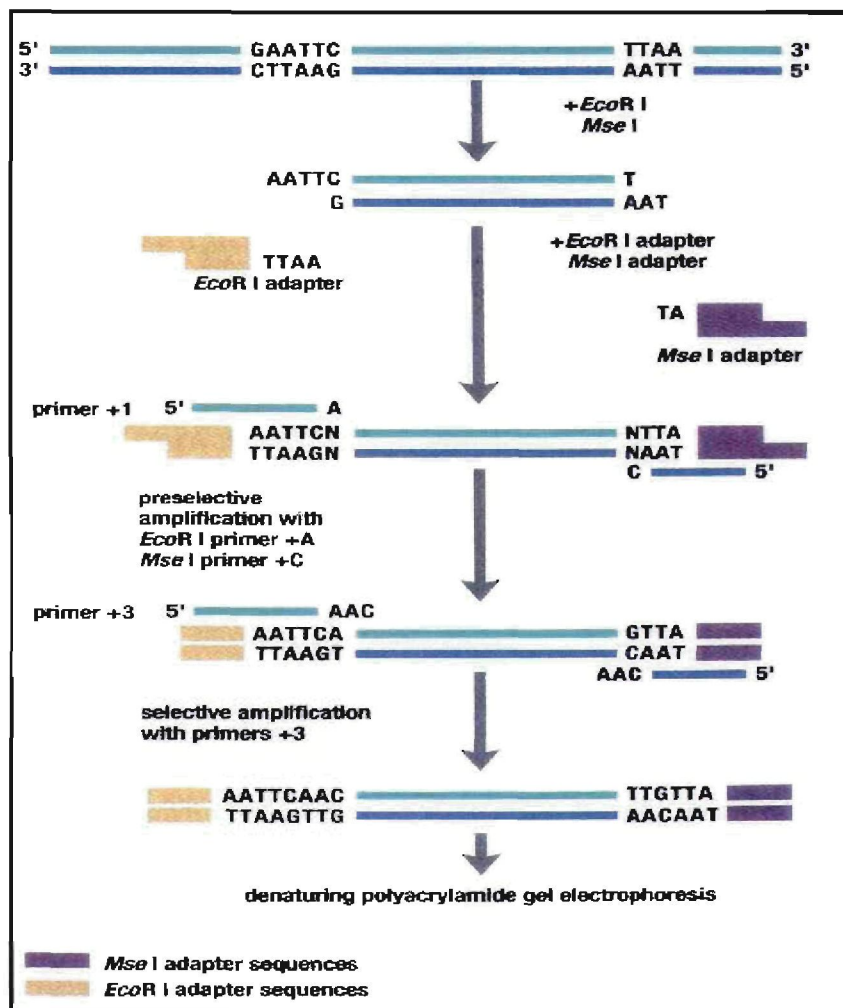 5' GAATTC TTAA 3'
3' CTTAAG AATT 5'
+EcoR I
Mse I
AATTC T
G AAT
+EcoR I adapter
Mse I adapter
TTAA
EcoR I adapter
TA
Mse I adapter
primer +1 5' A
AATTCN NTTA
TTAAGN NAAT
C 5'
preselective
amplification with
EcoR I primer +A
Mse I primer +C
primer +3 5' AAC
AATTCA GTTA
TTAAGT CAAT
AAC 5'
selective amplification
with primers +3
AATTCAAC TTGTTA
TTAAGTTG AACAAT
denaturing polyacrylamide gel electrophoresis
Mse I adapter sequences
EcoR I adapter sequences